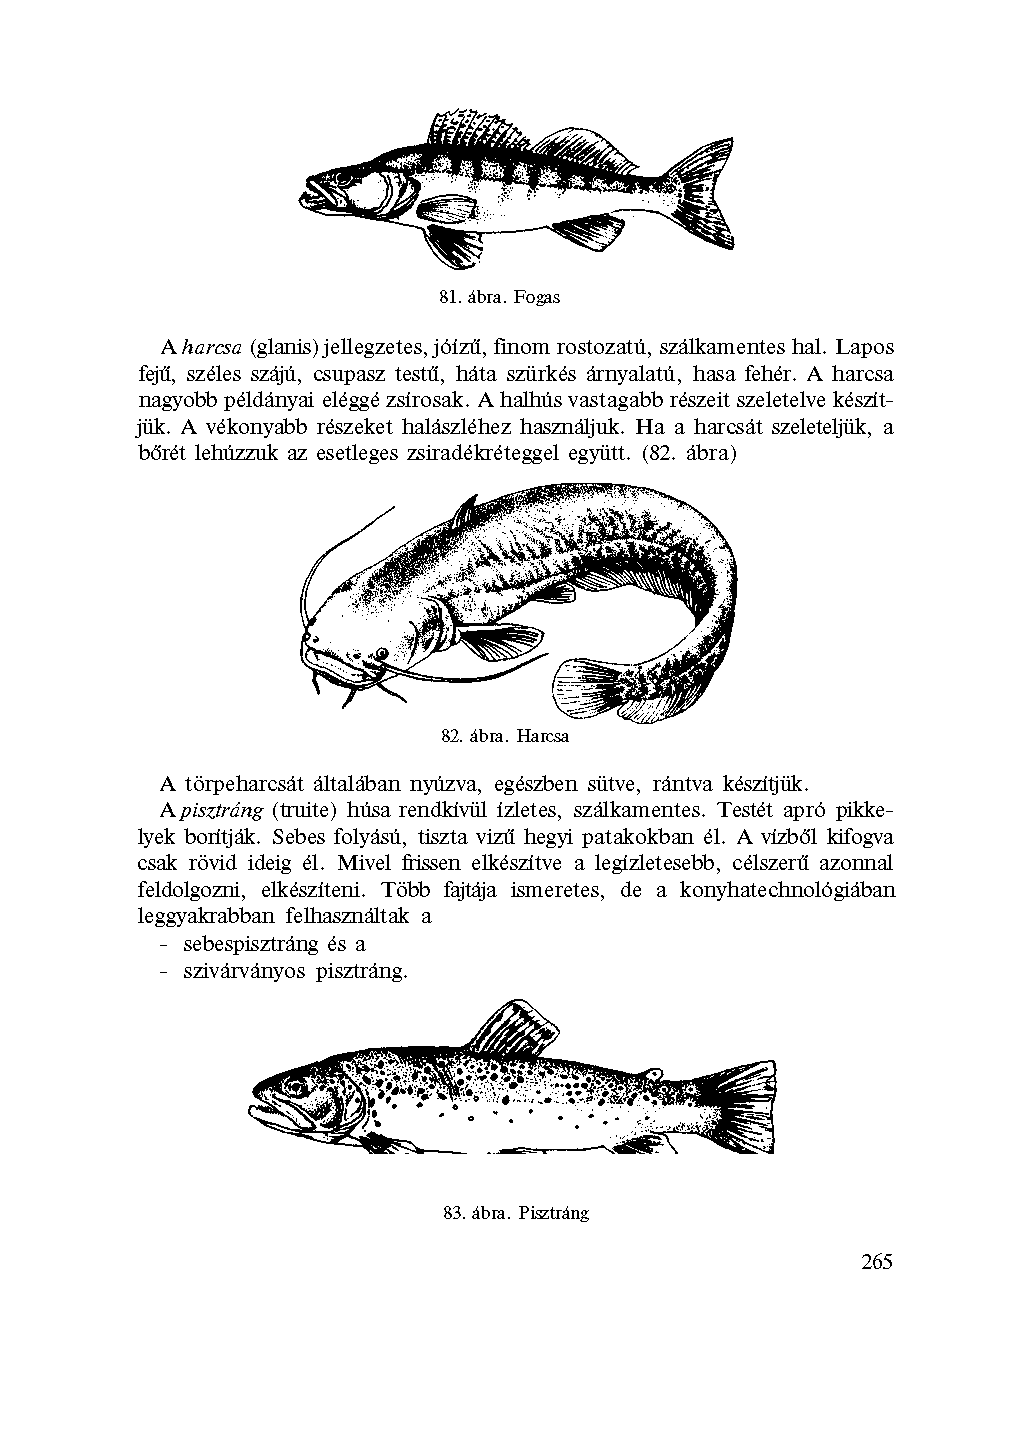 81. ábra. Fogas
A harcsa (glanis) jellegzetes, jóízű, finom rostozatú, szálkamentes hal. Lapos
fejű, széles szájú, csupasz testű, háta szürkés árnyalatú, hasa fehér. A harcsa
nagyobb példányai eléggé zsírosak. A halhús vastagabb részeit szeletelve készít-
jük. A vékonyabb részeket halászléhez használjuk. Ha a harcsát szeleteljük, a
bőrét lehúzzuk az esetleges zsiradékréteggel együtt. (82. ábra)
82. ábra. Harcsa
A törpeharcsát általában nyúzva, egészben sütve, rántva készítjük.
A pisztráng (truite) húsa rendkívül ízletes, szálkamentes. Testét apró pikke-
lyek borítják. Sebes folyású, tiszta vizű hegyi patakokban él. A vízből kifogva
csak rövid ideig él. Mivel frissen elkészítve a legízletesebb, célszerű azonnal
feldolgozni, elkészíteni. Több fajtája ismeretes, de a konyhatechnológiában
leggyakrabban felhasználtak a
- sebespisztráng és a
- szivárványos pisztráng.
83. ábra. Pisztráng
265